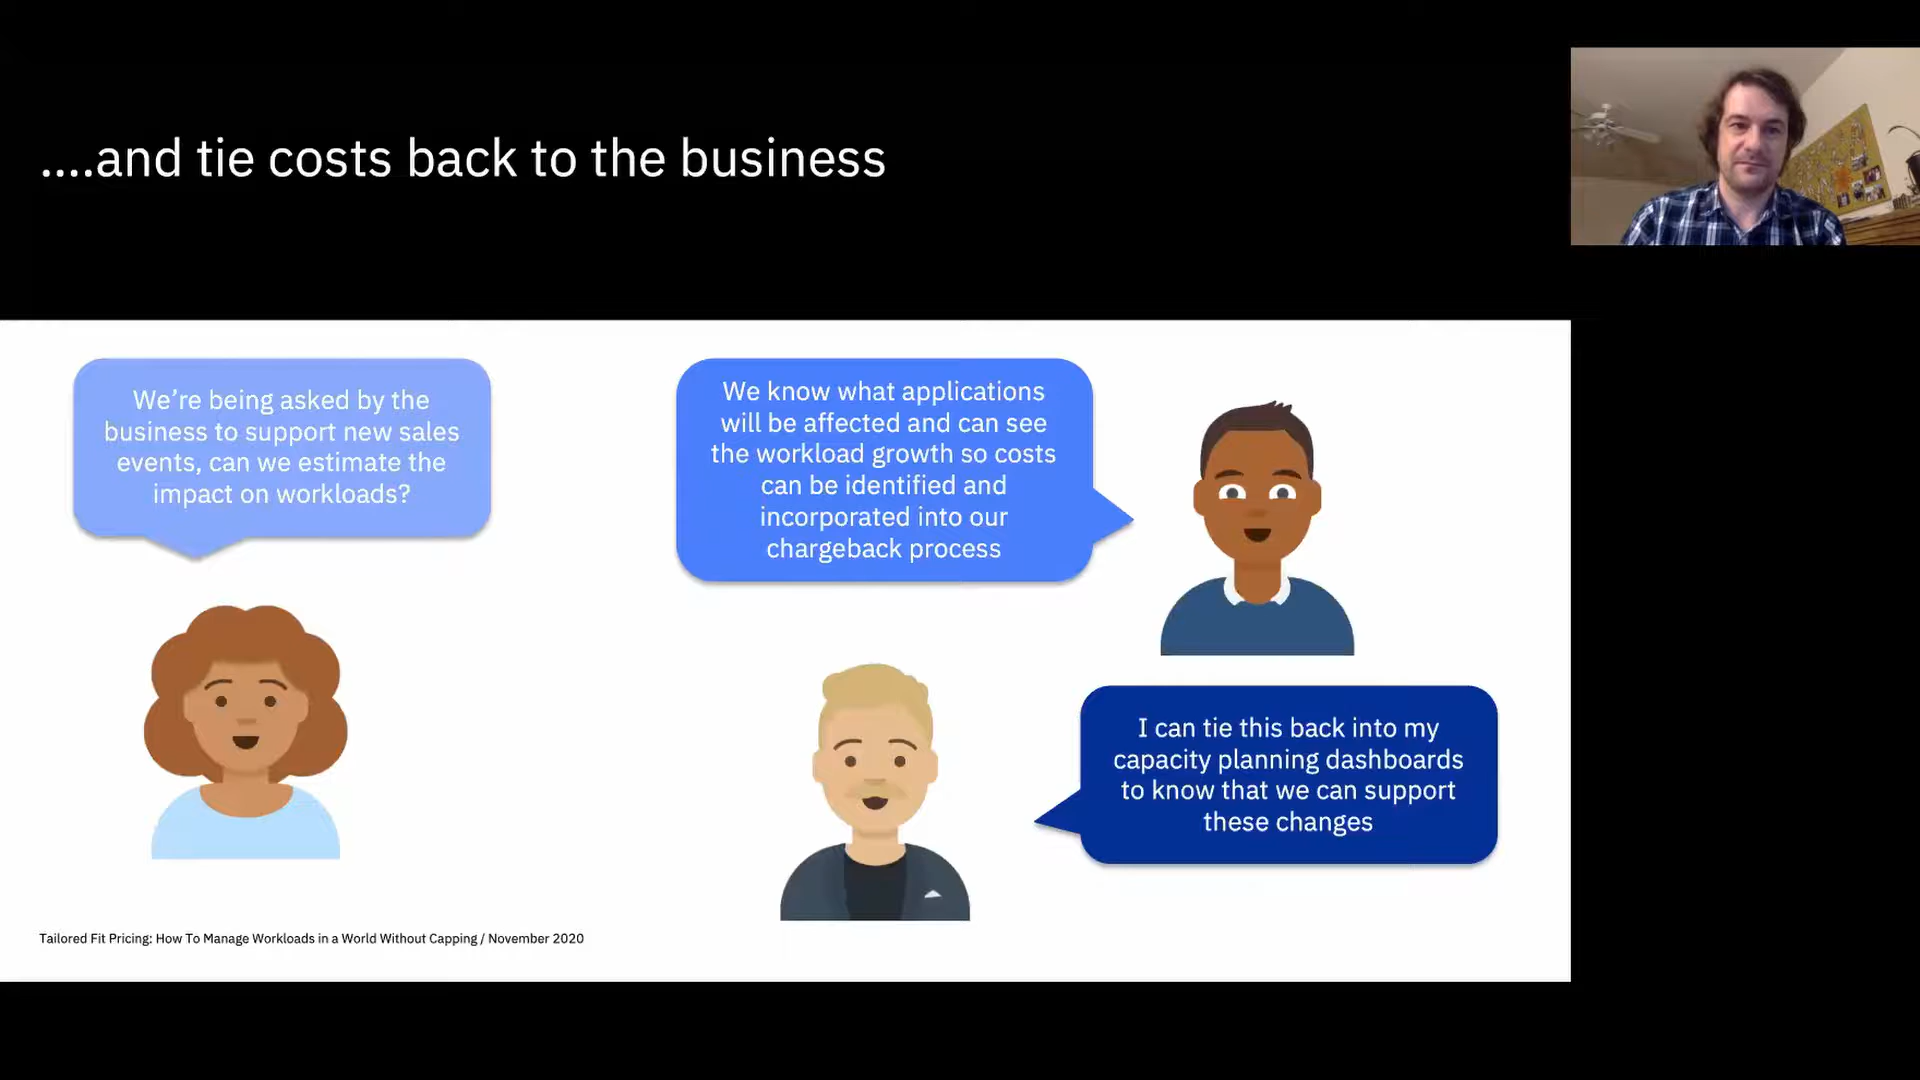 ....and tie costs back to the business
We’re being asked by the
business to support new sales
events, can we estimate the
impact on workloads?
We know what applications
will be affected and can see
the workload growth so costs
can be identified and
incorporated into our
chargeback process
I can tie this back into my
capacity planning dashboards
to know that we can support
these changes
Tailored Fit Pricing: How To Manage Workloads in a World Without Capping / November 2020